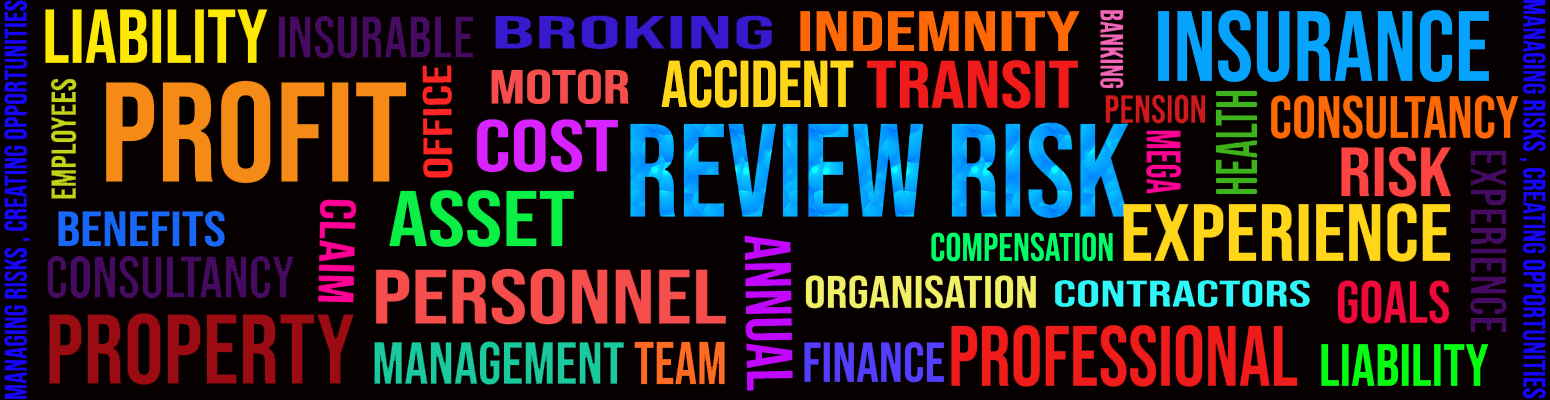 MANAGING RISKS , CREATING OPPORTUNITIES
LIABILITY
INSURABLE
BROKING
INDEMNITY
BANKING
INSURANCE
EMPLOYEES
PROFIT
OFFICE
MOTOR
ACCIDENT
TRANSIT
PENSION
HEALTH
CONSULTANCY
COST
REVIEW RISK
MEGA
RISK
EXPERIENCE
BENEFITS
CLAIM
ASSET
ANNUAL
COMPENSATION
EXPERIENCE
CONSULTANCY
PERSONNEL
ORGANISATION
CONTRACTORS
GOALS
PROPERTY
MANAGEMENT TEAM
FINANCE
PROFESSIONAL
LIABILITY
MANAGING RISKS , CREATING OPPORTUNITIES